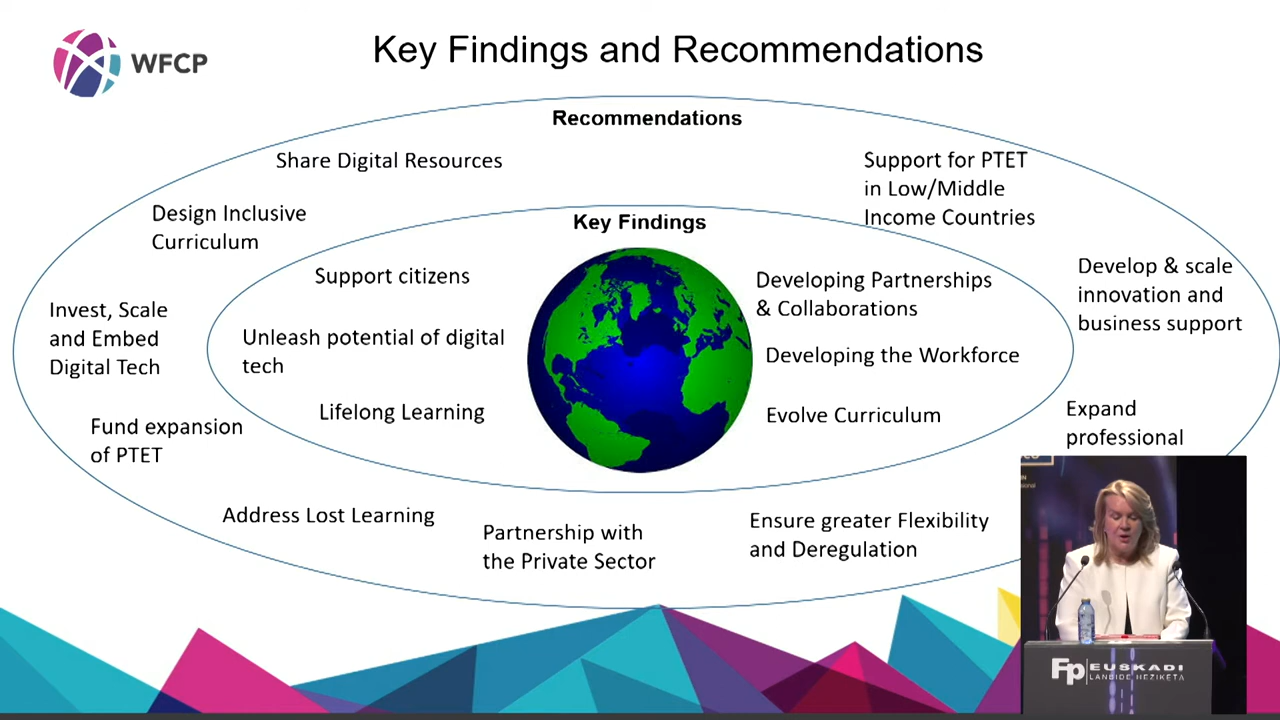 WFCP
Key Findings and Recommendations
Recommendations
Share Digital Resources
Support for PTET
in Low/Middle
Income Countries
Design Inclusive
Curriculum
Key Findings
Support citizens
Developing Partnerships
& Collaborations
Develop & scale
innovation and
business support
Invest, Scale
and Embed
Digital Tech
Unleash potential of digital
tech
Developing the Workforce
Lifelong Learning
Evolve Curriculum
Expand
professional
Fund expansion
of PTET
Address Lost Learning
Partnership with
the Private Sector
Ensure greater Flexibility
and Deregulation
Fp EUSKADI
LANBIDE HEZIKETA